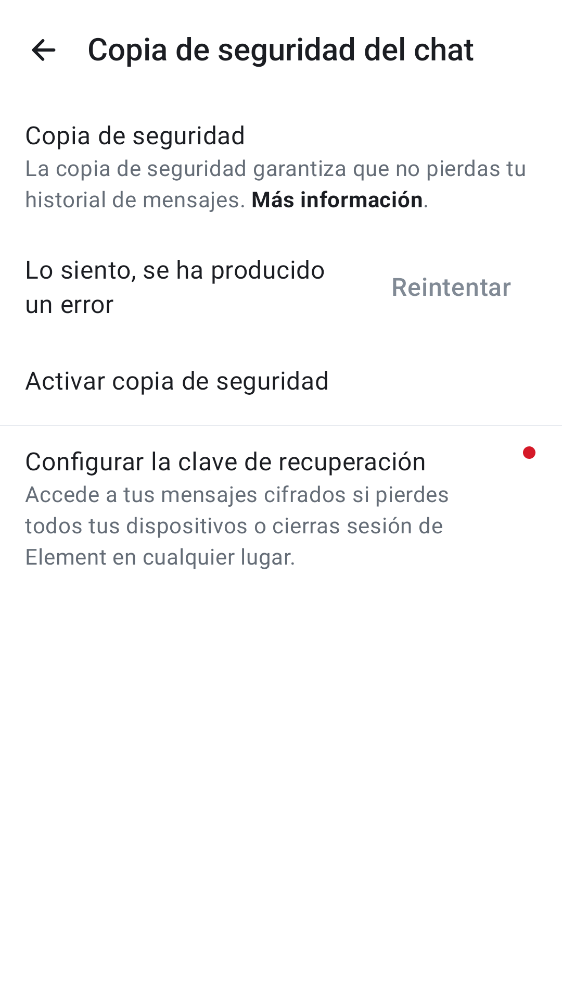 Copia de seguridad del chat
Copia de seguridad
La copia de seguridad garantiza que no pierdas tu
historial de mensajes. Más información.
Lo siento, se ha producido
un error
Reintentar
Activar copia de seguridad
Configurar la clave de recuperación
Accede a tus mensajes cifrados si pierdes
todos tus dispositivos o cierras sesión de
Element en cualquier lugar.